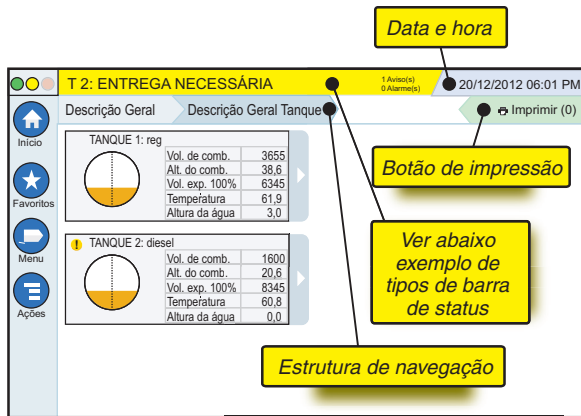 Data e hora
T 2: ENTREGA NECESSÁRIA
1 Aviso(s)
0 Alarme(s)
20/12/2012 06:01 PM
Descrição Geral
Descrição Geral Tanque
Imprimir (0)
Início
Favoritos
Menu
Ações
TANQUE 1: reg
Vol. de comb. 3655
Alt. do comb. 38,6
Vol. exp. 100% 6345
Temperatura 61,9
Altura da água 3,0
TANQUE 2: diesel
Vol. de comb. 1600
Alt. do comb. 20,6
Vol. exp. 100% 8345
Temperatura 60,8
Altura da água 0,0
Botão de impressão
Ver abaixo
exemplo de
tipos de barra
de status
Estrutura de navegação